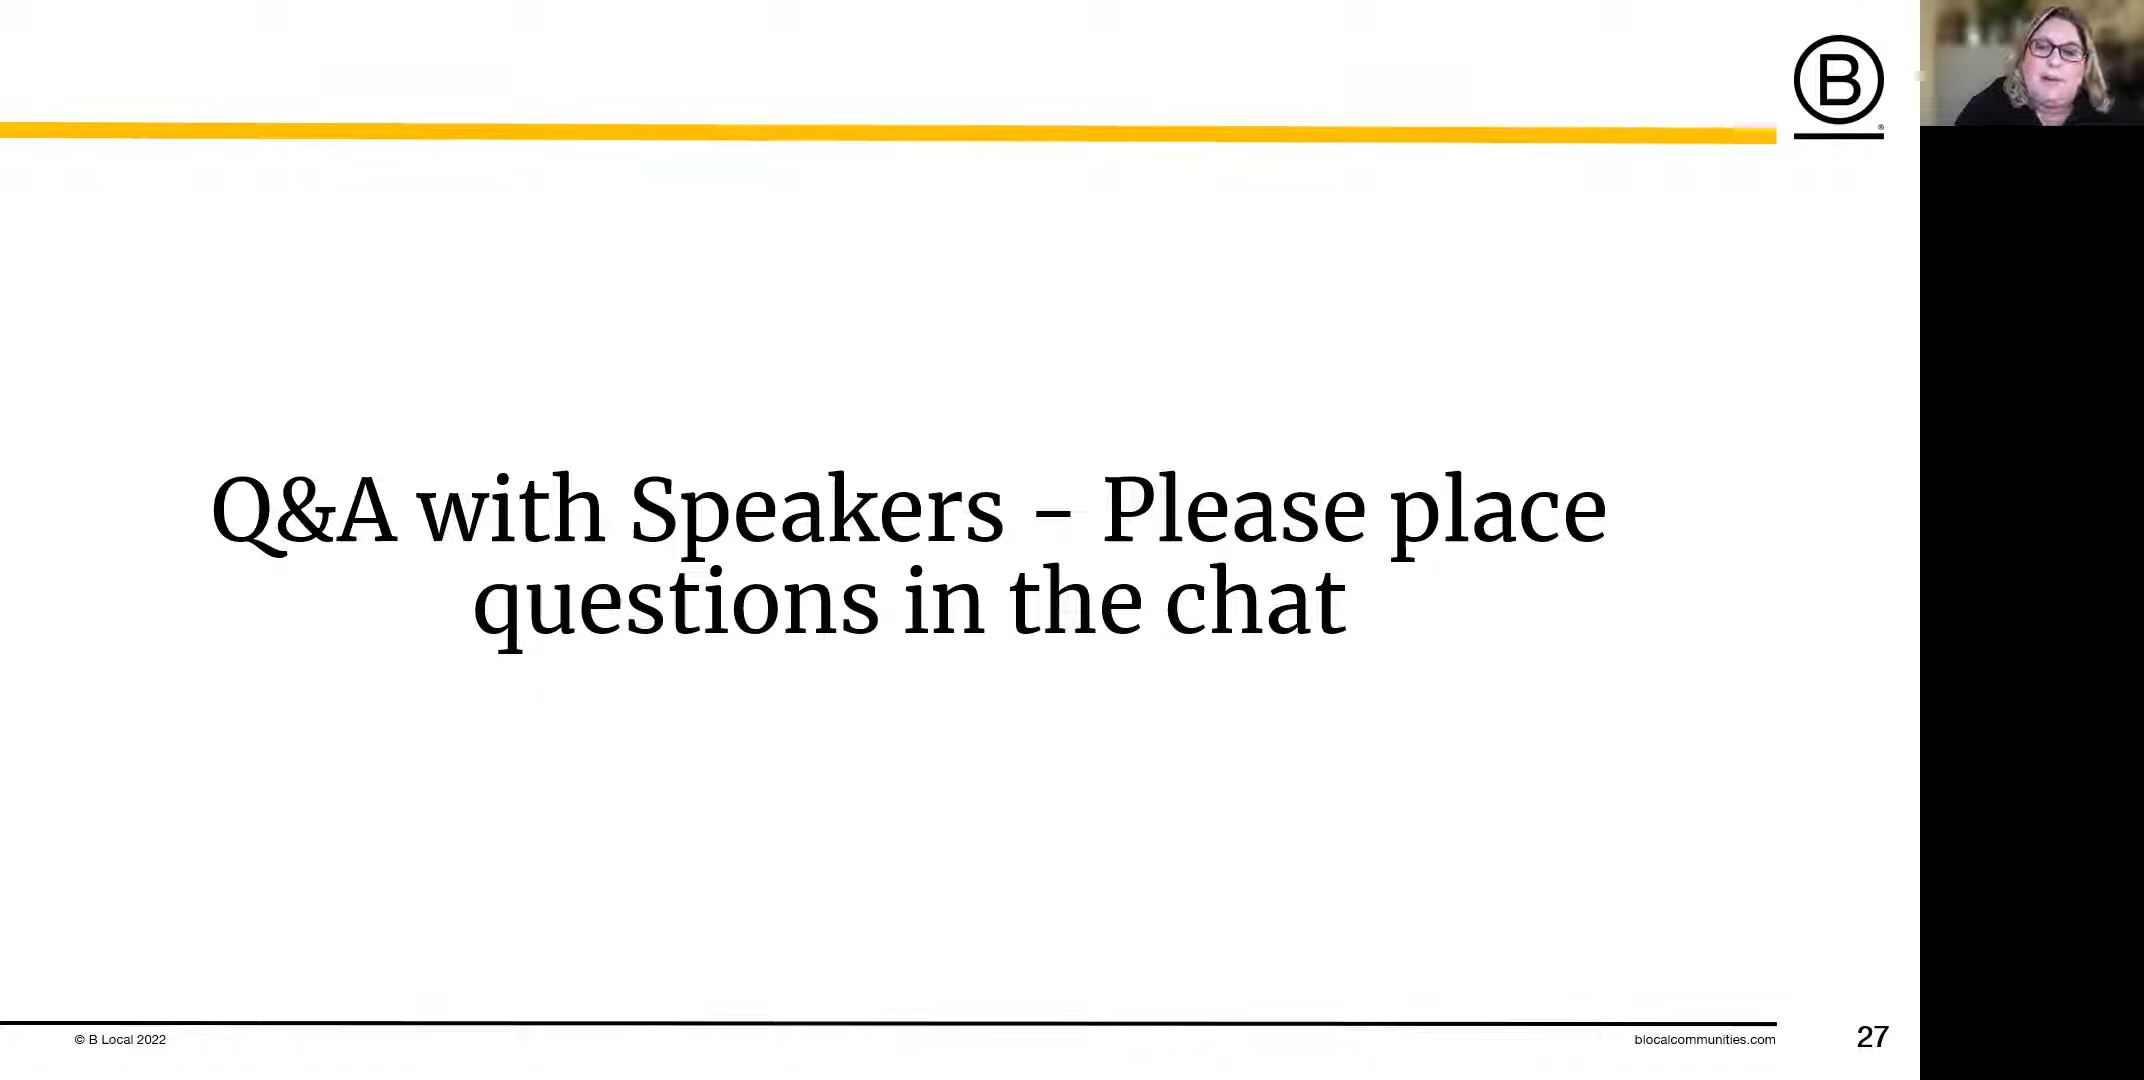 B
®
Q&A with Speakers - Please place
questions in the chat
© B Local 2022
blocalcommunities.com
27